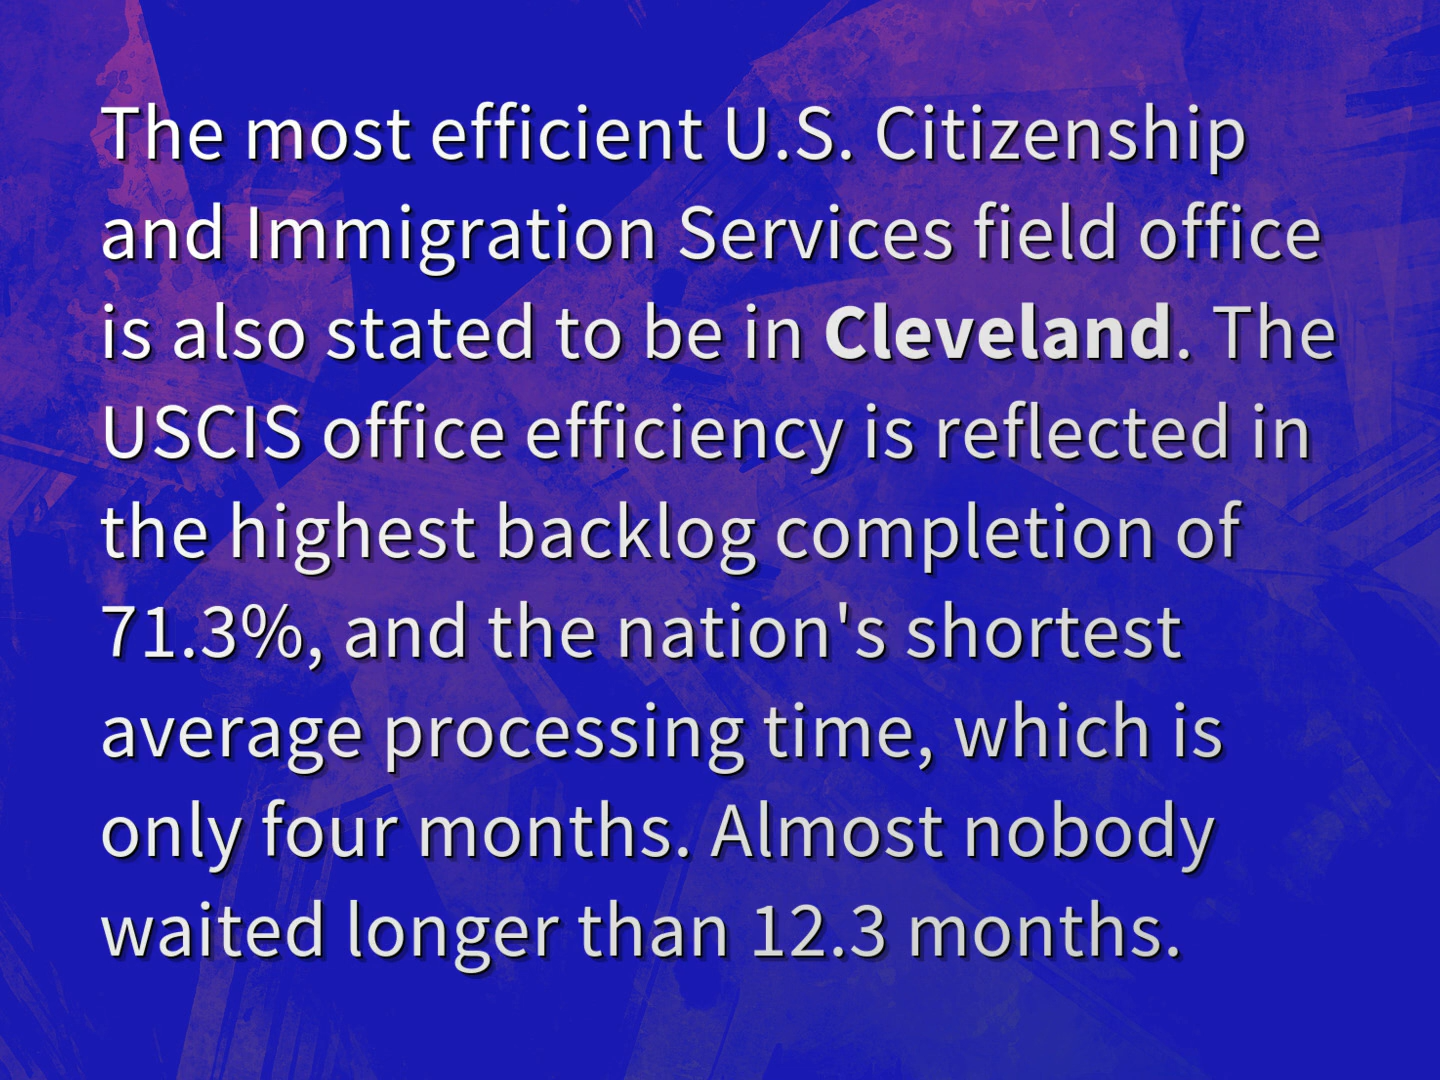 The most efficient U.S. Citizenship
and Immigration Services field office
is also stated to be in Cleveland. The
USCIS office efficiency is reflected in
the highest backlog completion of
71.3%, and the nation's shortest
average processing time, which is
only four months. Almost nobody
waited longer than 12.3 months.